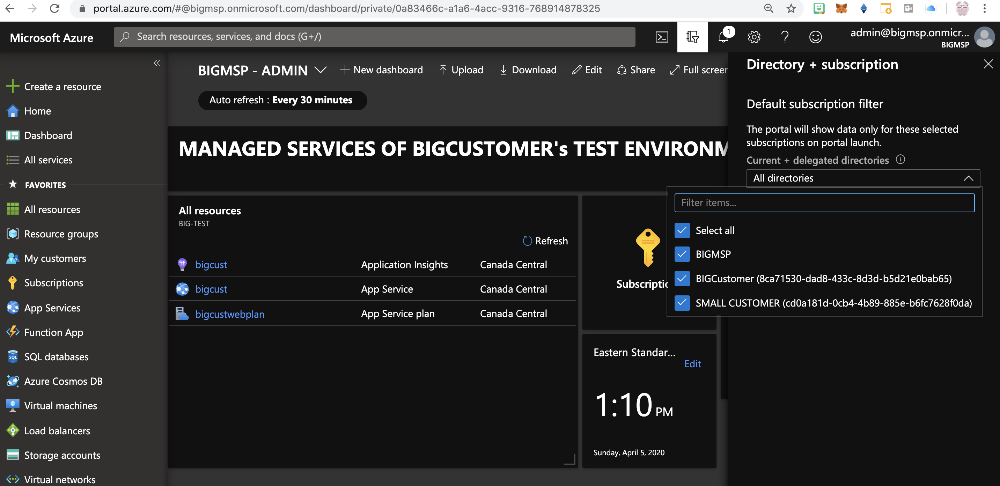 portal.azure.com/#@bigmsp.onmicrosoft.com/dashboard/private/0a83466c-a1a6-4acc-9316-768914878325
Microsoft Azure
Search resources, services, and docs (G+/)
1
admin@bigmsp.onmicr...
BIGMSP
Create a resource
Home
Dashboard
All services
FAVORITES
All resources
Resource groups
My customers
Subscriptions
App Services
Function App
SQL
SQL databases
Azure Cosmos DB
Virtual machines
Load balancers
Storage accounts
Virtual networks
BIGMSP - ADMIN
New dashboard
Upload
Download
Edit
Share
Full screen
Auto refresh : Every 30 minutes
MANAGED SERVICES OF BIGCUSTOMER's TEST ENVIRONM
All resources
BIG-TEST
Refresh
bigcust Application Insights Canada Central
bigcust App Service Canada Central
bigcustwebplan App Service plan Canada Central
Subscriptic
Eastern Standar...
Edit
1:10 PM
Sunday, April 5, 2020
Directory + subscription
Default subscription filter
The portal will show data only for these selected
subscriptions on portal launch.
Current + delegated directories
All directories
Filter items...
Select all
BIGMSP
BIGCustomer (8ca71530-dad8-433c-8d3d-b5d21e0bab65)
SMALL CUSTOMER (cd0a181d-0cb4-4b89-885e-b6fc7628f0da)